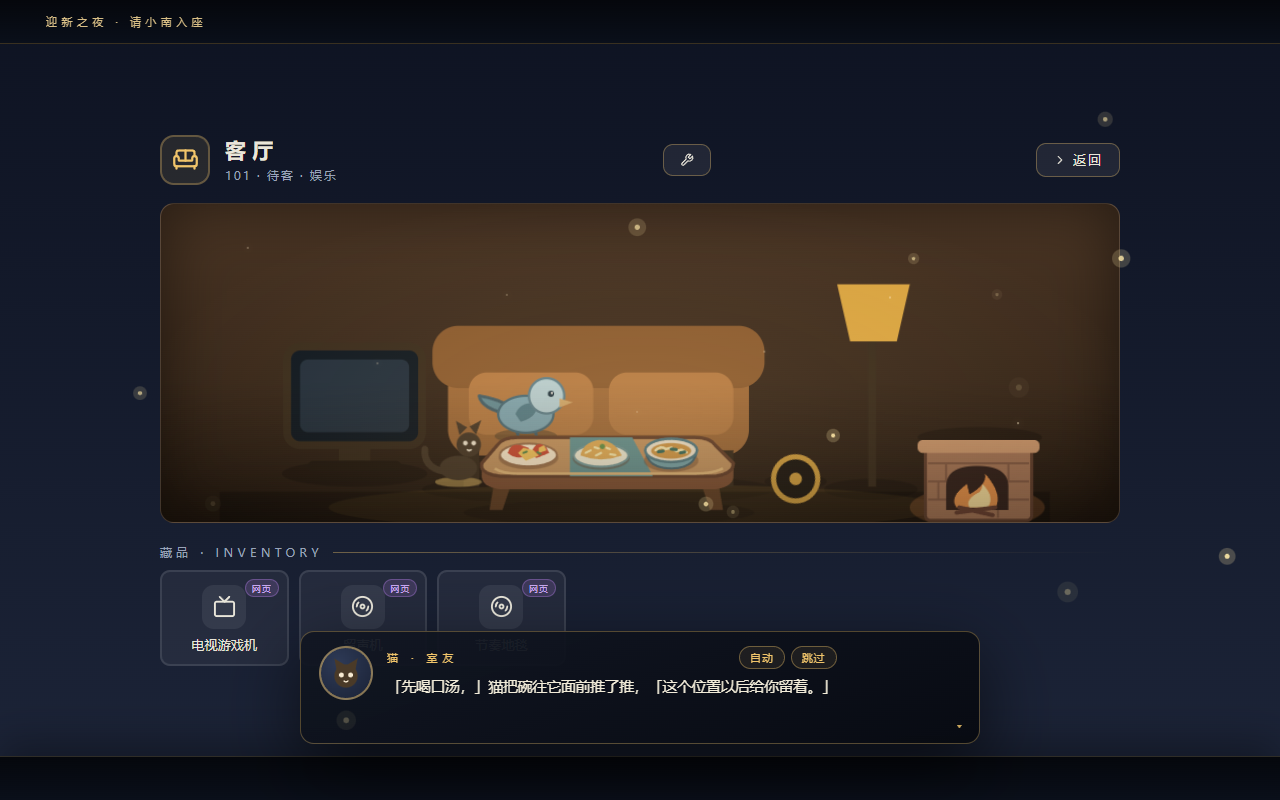 迎新之夜 · 请小南入座
客厅
101 · 待客 · 娱乐
返回
藏品 · INVENTORY
网页
网页
网页
电视游戏机
猫 · 室友
自动
跳过
「先喝口汤，」猫把碗往它面前推了推，「这个位置以后给你留着。」